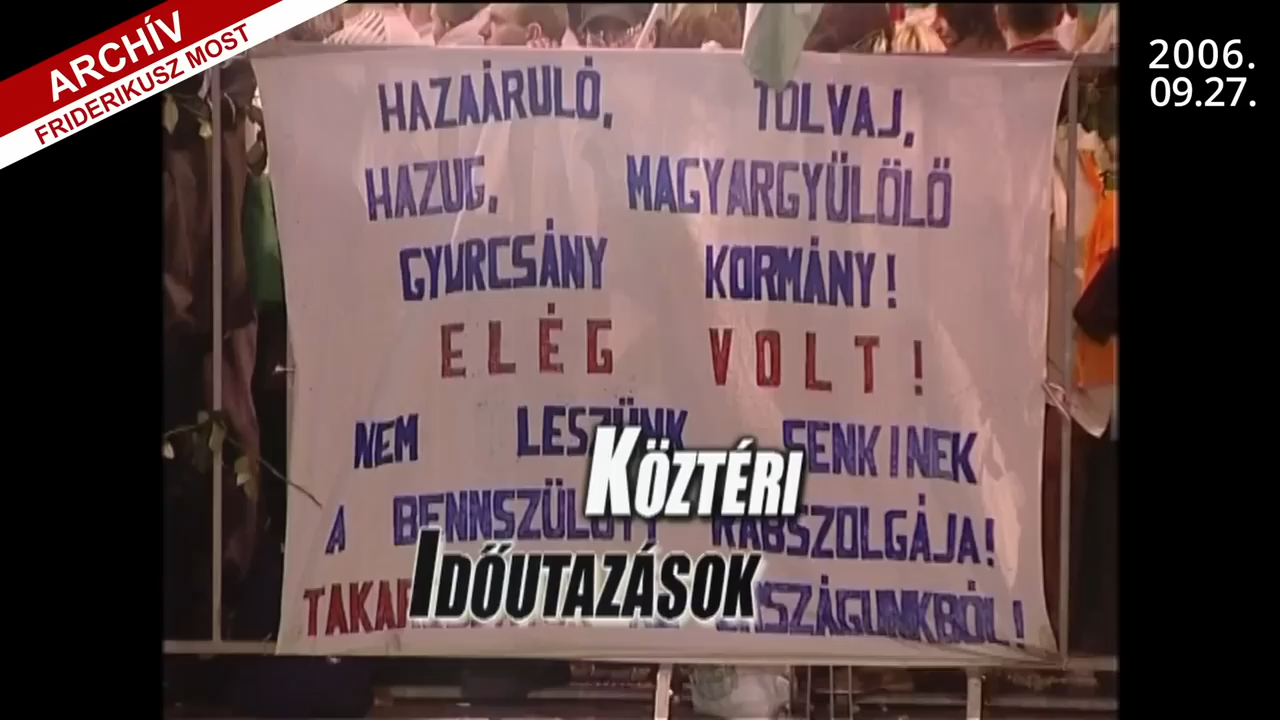 ARCHÍV
FRIDERIKUSZ MOST
2006.
09.27.
HAZAÁRULÓ, TOLVAJ,
HAZUG, MAGYARGYÜLÖLÖ
GYURCSÁNY KORMÁNY!
ELÉG VOLT!
NEM LESZÜNK SENKINEK
A BENNSZÜLÖTT RABSZOLGÁJA!
KÖZTÉRI
IDŐUTAZÁSOK